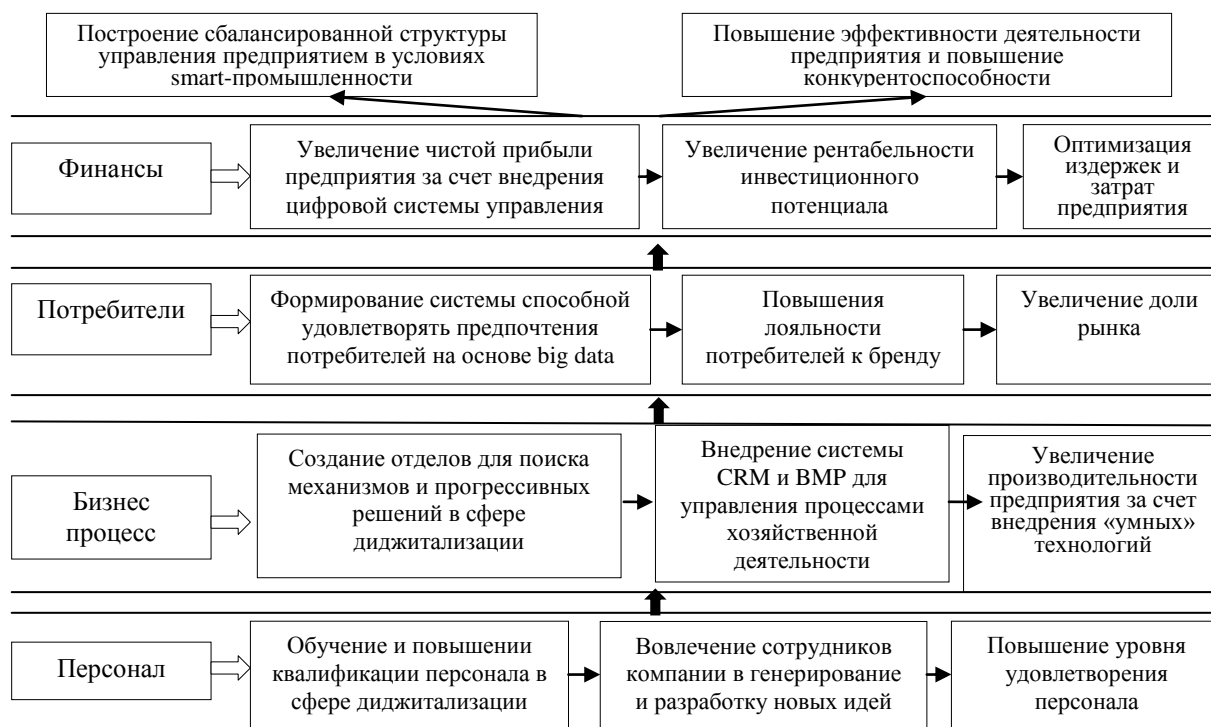 Построение сбалансированной структуры
управления предприятием в условиях
smart-промышленности
Повышение эффективности деятельности
предприятия и повышение
конкурентоспособности
Финансы
Увеличение чистой прибыли
предприятия за счет внедрения
цифровой системы управления
Увеличение рентабельности
инвестиционного
потенциала
Оптимизация
издержек и
затрат
предприятия
Потребители
Формирование системы способной
удовлетворять предпочтения
потребителей на основе big data
Повышения
лояльности
потребителей к бренду
Увеличение доли
рынка
Бизнес
процесс
Создание отделов для поиска
механизмов и прогрессивных
решений в сфере
диджитализации
Внедрение системы
CRM и BMP для
управления процессами
хозяйственной
деятельности
Увеличение
производительности
предприятия за счет
внедрения «умных»
технологий
Персонал
Обучение и повышении
квалификации персонала в
сфере диджитализации
Вовлечение сотрудников
компании в генерирование
и разработку новых идей
Повышение уровня
удовлетворения
персонала